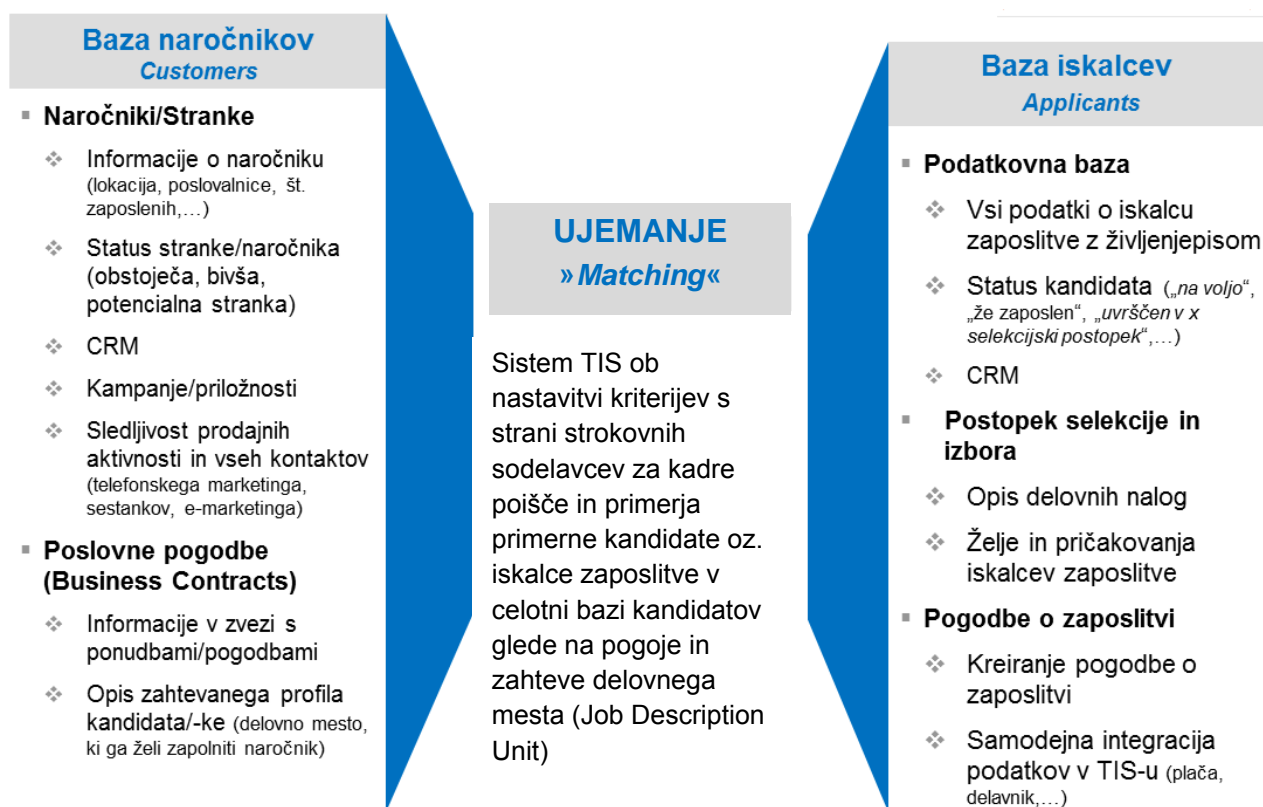 Baza naročnikov
Customers
▪ Naročniki/Stranke
❖ Informacije o naročniku
(lokacija, poslovalnice, št.
zaposlenih,…)
❖ Status stranke/naročnika
(obstoječa, bivša,
potencialna stranka)
❖ CRM
❖ Kampanje/priložnosti
❖ Sledljivost prodajnih
aktivnosti in vseh kontaktov
(telefonskega marketinga,
sestankov, e-marketinga)
▪ Poslovne pogodbe
(Business Contracts)
❖ Informacije v zvezi s
ponudbami/pogodbami
❖ Opis zahtevanega profila
kandidata/-ke (delovno mesto,
ki ga želi zapolniti naročnik)
UJEMANJE
»Matching«
Sistem TIS ob
nastavitvi kriterijev s
strani strokovnih
sodelavcev za kadre
poišče in primerja
primerne kandidate oz.
iskalce zaposlitve v
celotni bazi kandidatov
glede na pogoje in
zahteve delovnega
mesta (Job Description
Unit)
Baza iskalcev
Applicants
▪ Podatkovna baza
❖ Vsi podatki o iskalcu
zaposlitve z življenjepisom
❖ Status kandidata („na voljo“,
„že zaposlen“, „uvrščen v x
selekcijski postopek“,…)
❖ CRM
▪ Postopek selekcije in
izbora
❖ Opis delovnih nalog
❖ Želje in pričakovanja
iskalcev zaposlitve
▪ Pogodbe o zaposlitvi
❖ Kreiranje pogodbe o
zaposlitvi
❖ Samodejna integracija
podatkov v TIS-u (plača,
delavnik,…)